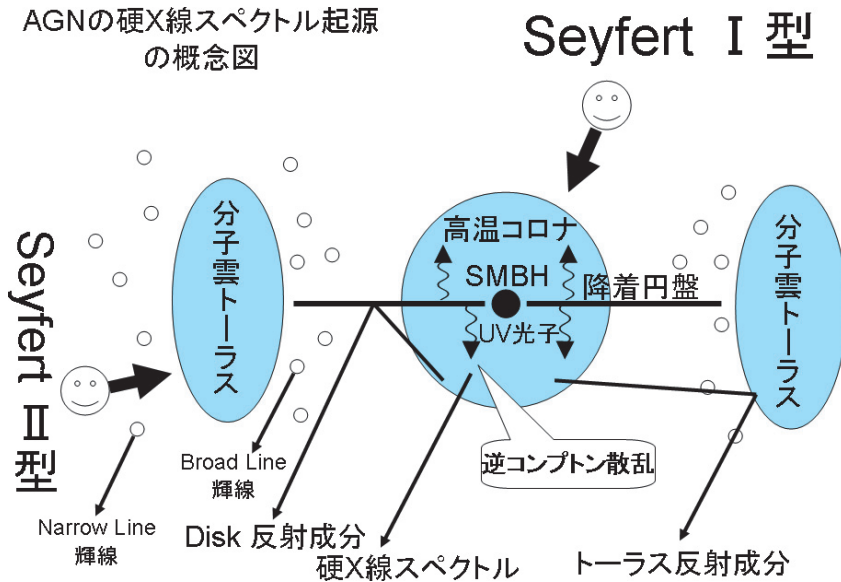 AGNの硬X線スペクトル起源
の概念図
Seyfert Ⅰ型
Seyfert Ⅱ型
分子雲トーラス
高温コロナ
SMBH
降着円盤
UV光子
分子雲トーラス
逆コンプトン散乱
Broad Line
輝線
Narrow Line
輝線
Disk 反射成分
硬X線スペクトル
トーラス反射成分